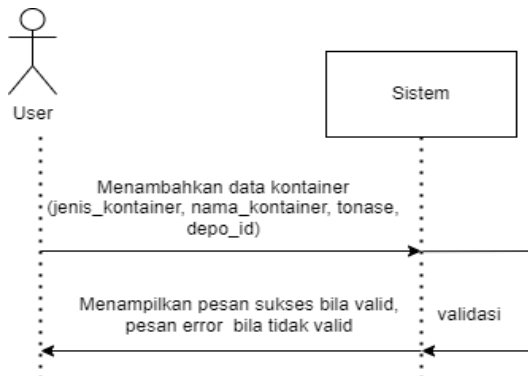 User
Sistem
Menambahkan data kontainer
(jenis_kontainer, nama_kontainer, tonase,
depo_id)
Menampilkan pesan sukses bila valid,
pesan error bila tidak valid
validasi